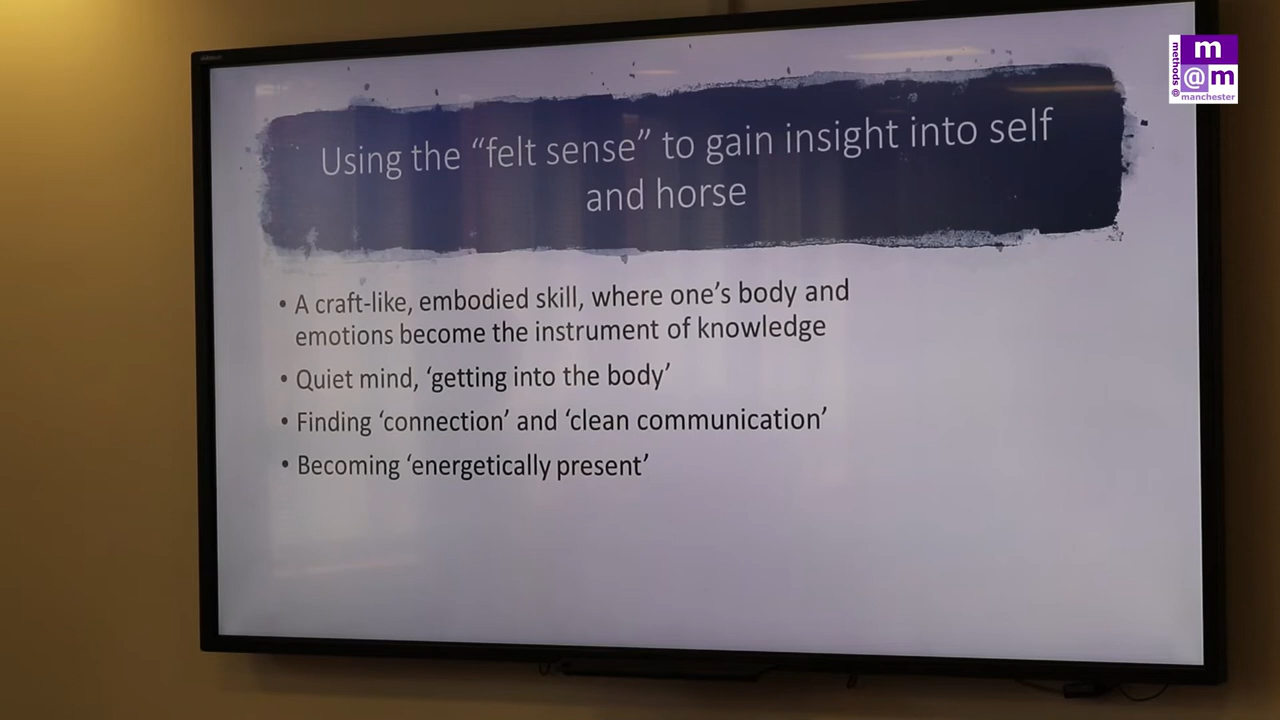 Using the “felt sense” to gain insight into self
and horse
• A craft-like, embodied skill, where one’s body and
emotions become the instrument of knowledge
• Quiet mind, ‘getting into the body’
• Finding ‘connection’ and ‘clean communication’
• Becoming ‘energetically present’
m
@m
methods@
manchester